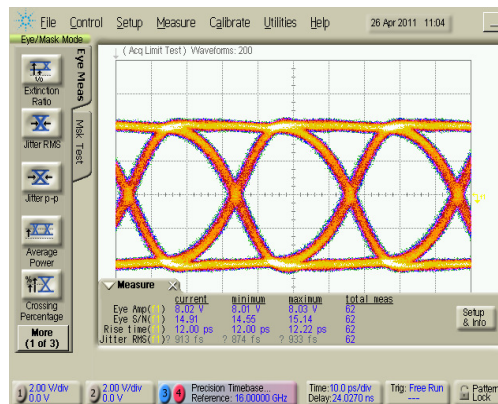 File Control Setup Measure Calibrate Utilities Help 26 Apr 2011 11:04
Eye/Mask Mode
( Acq Limit Test ) Waveforms: 200
Eye Meas
Msk Test
Extinction
Ratio
Jitter RMS
Jitter p-p
Average
Power
Crossing
Percentage
More
(1 of 3)
Measure
current minimum maximum total meas
Eye Amp( 8.02 V 8.01 V 8.03 V 62
Eye S/N( 14.91 14.55 15.14 62
Rise time( 12.00 ps 12.00 ps 12.22 ps 62
Jitter RMS( ? 913 fs ? 874 fs ? 933 fs 62
Setup
& Info
1 2.00 V/div
0.0 V
2 2.00 V/div
0.0 V
3 4 Precision Timebase...
Reference: 16.00000 GHz
Time:10.0 ps/div
Delay:24.0270 ns
Trig: Free Run
---
Pattern
Lock